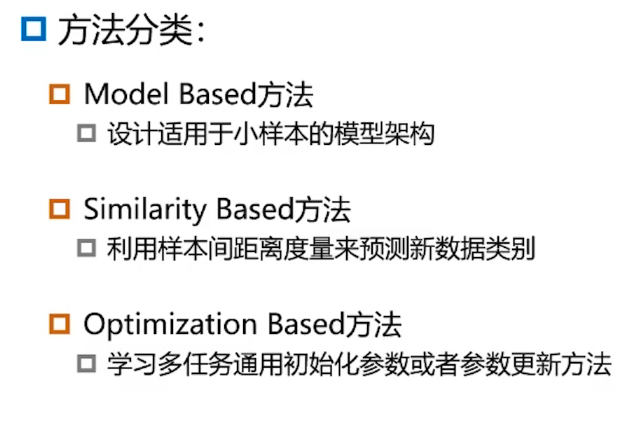 方法分类：
Model Based方法
设计适用于小样本的模型架构
Similarity Based方法
利用样本间距离度量来预测新数据类别
Optimization Based方法
学习多任务通用初始化参数或者参数更新方法